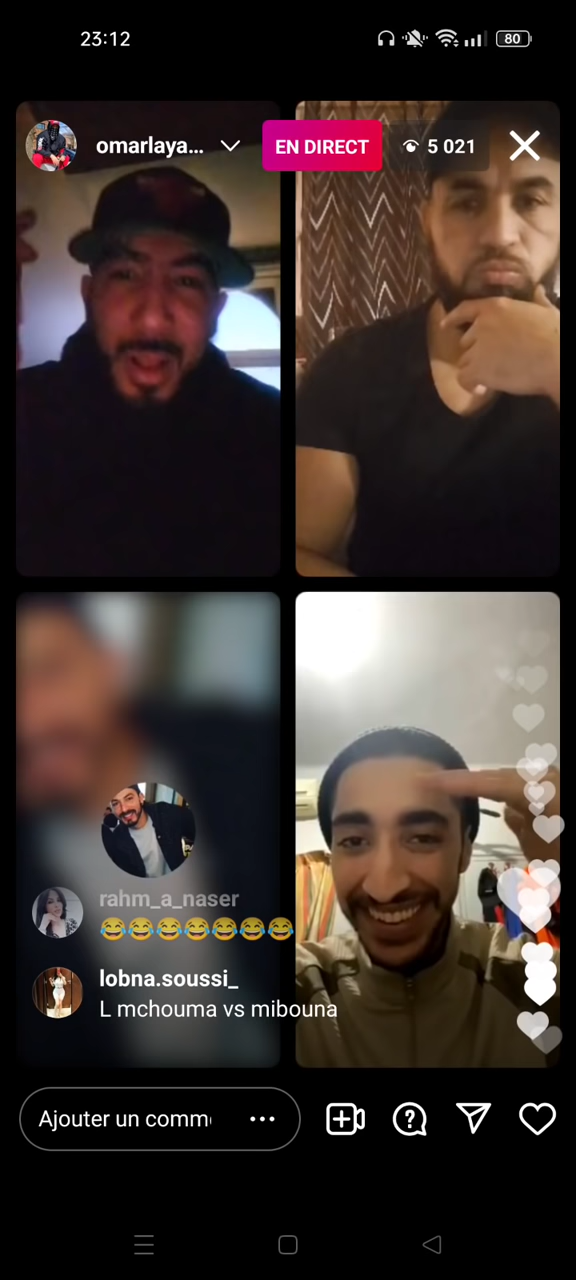 23:12
80
omarlaya...
EN DIRECT
5 021
rahm_a_naser
😂😂😂😂😂😂😂
lobna.soussi_
L mchouma vs mibouna
Ajouter un comm